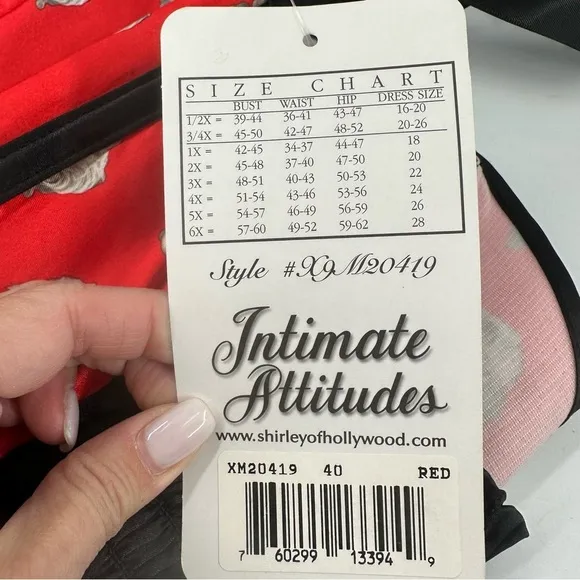 SIZE CHART
BUST WAIST HIP DRESS SIZE
1/2X = 39-44 36-41 43-47 16-20
3/4X = 45-50 42-47 48-52 20-26
1X = 42-45 34-37 44-47 18
2X = 45-48 37-40 47-50 20
3X = 48-51 40-43 50-53 22
4X = 51-54 43-46 53-56 24
5X = 54-57 46-49 56-59 26
6X = 57-60 49-52 59-62 28
Style #X9M20419
Intimate
Attitudes
www.shirleyofhollywood.com
XM20419 40 RED
7 60299 13394 9